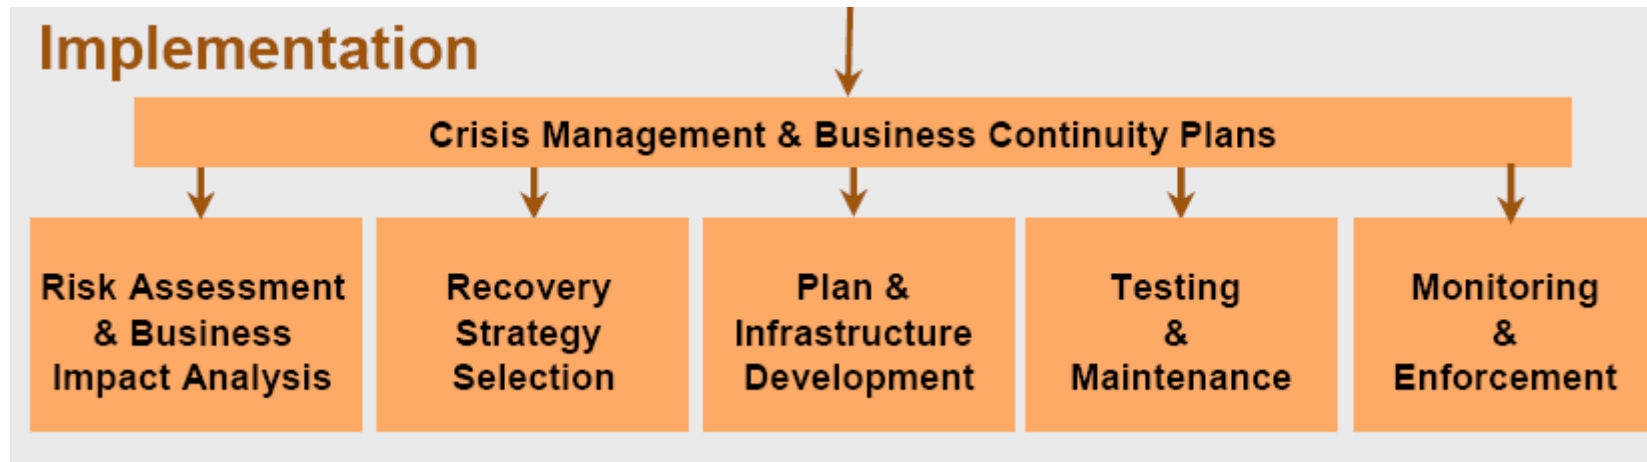 Implementation
Crisis Management & Business Continuity Plans
Risk Assessment
& Business
Impact Analysis
Recovery
Strategy
Selection
Plan &
Infrastructure
Development
Testing
&
Maintenance
Monitoring
&
Enforcement